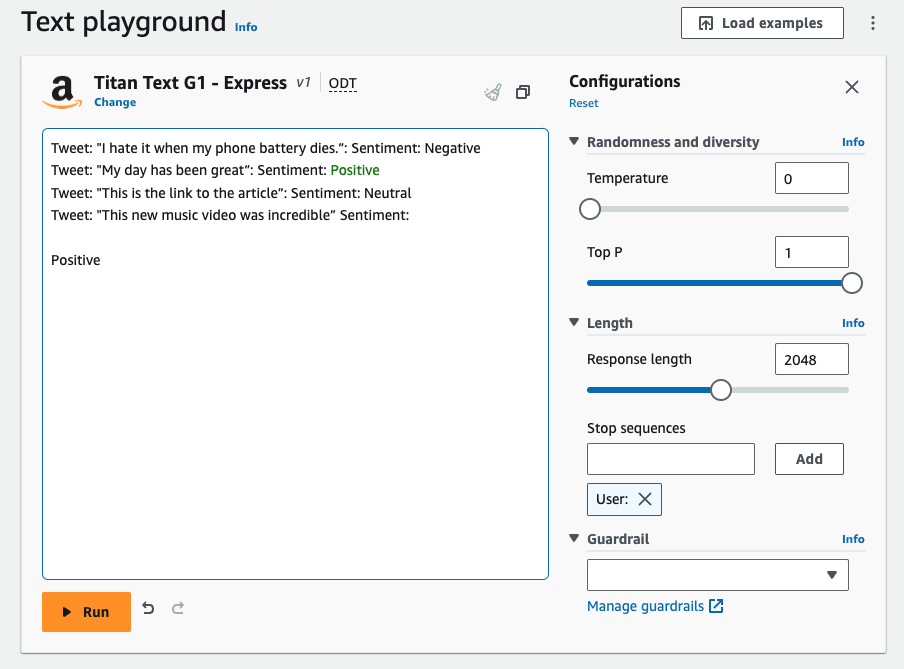 Text playground Info
Load examples
a
Titan Text G1 - Express v1 ODT
Change
Tweet: "I hate it when my phone battery dies.”: Sentiment: Negative
Tweet: "My day has been great”: Sentiment: Positive
Tweet: "This is the link to the article”: Sentiment: Neutral
Tweet: "This new music video was incredible” Sentiment:
Positive
Run
Configurations
Reset
Randomness and diversity Info
Temperature 0
Top P 1
Length Info
Response length 2048
Stop sequences
Add
User:
Guardrail Info
Manage guardrails